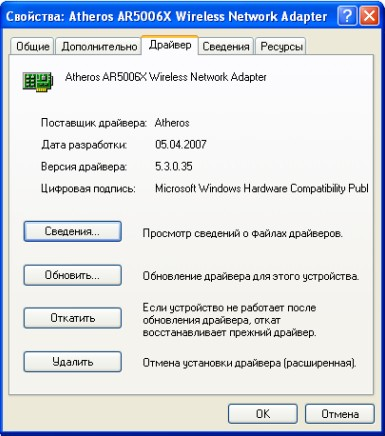 Свойства: Atheros AR5006X Wireless Network Adapter
Общие Дополнительно Драйвер Сведения Ресурсы
Atheros AR5006X Wireless Network Adapter
Поставщик драйвера: Atheros
Дата разработки: 05.04.2007
Версия драйвера: 5.3.0.35
Цифровая подпись: Microsoft Windows Hardware Compatibility Publ
Сведения... Просмотр сведений о файлах драйверов.
Обновить... Обновление драйвера для этого устройства.
Откатить Если устройство не работает после
обновления драйвера, откат
восстанавливает прежний драйвер.
Удалить Отмена установки драйвера (расширенная).
OK Отмена